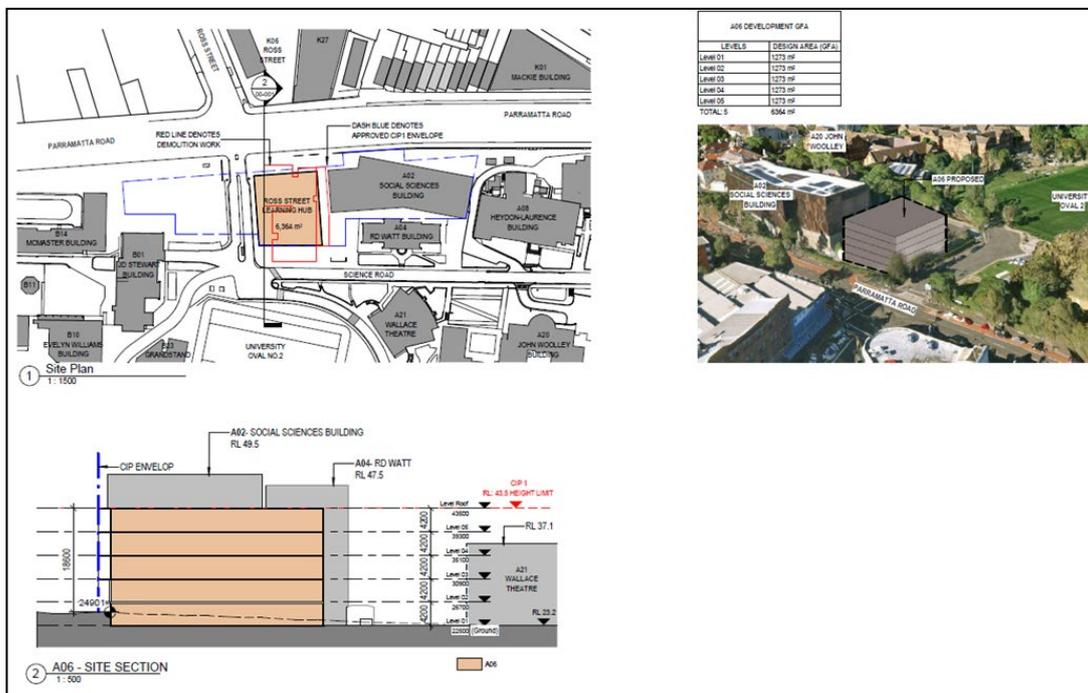 ROSS STREET
K06
ROSS
STREET
K27
K01
MACKIE BUILDING
2
00-001
RED LINE DENOTES
DEMOLITION WORK
DASH BLUE DENOTES
APPROVED CIP1 ENVELOPE
PARRAMATTA ROAD
PARRAMATTA ROAD
A02
SOCIAL SCIENCES
BUILDING
ROSS STREET
LEARNING HUB
6,364 m²
A08
HEYDON-LAURENCE
BUILDING
A04
RD WATT BUILDING
B14
MCMASTER BUILDING
B01
JD STEWART
BUILDING
SCIENCE ROAD
B11
B10
EVELYN WILLIAMS
BUILDING
GRANDSTAND
UNIVERSITY
OVAL NO.2
A21
WALLACE
THEATRE
A20
JOHN WOOLLEY
BUILDING
1
Site Plan
1 : 1500
A06 DEVELOPMENT GFA
LEVELS DESIGN AREA (GFA)
Level 01 1273 m²
Level 02 1273 m²
Level 03 1273 m²
Level 04 1273 m²
Level 05 1273 m²
TOTAL: 5 6364 m²
A20 JOHN
WOOLLEY
A02
SOCIAL SCIENCES
BUILDING
A06 PROPOSED
UNIVERSIT
OVAL 2
PARRAMATTA ROAD
A02- SOCIAL SCIENCES BUILDING
RL 49.5
CIP ENVELOP
A04- RD WATT
RL 47.5
CIP 1
RL: 43.5 HEIGHT LIMIT
Level Roof
43500
RL 37.1
4200
Level 05
39300
4200
Level 04
35100
18600
4200
Level 03
30900
A21
WALLACE
THEATRE
4200
Level 02
26700
24901
4200
Level 01
22500 (Ground)
RL 23.2
2
A06 - SITE SECTION
1 : 500
A06